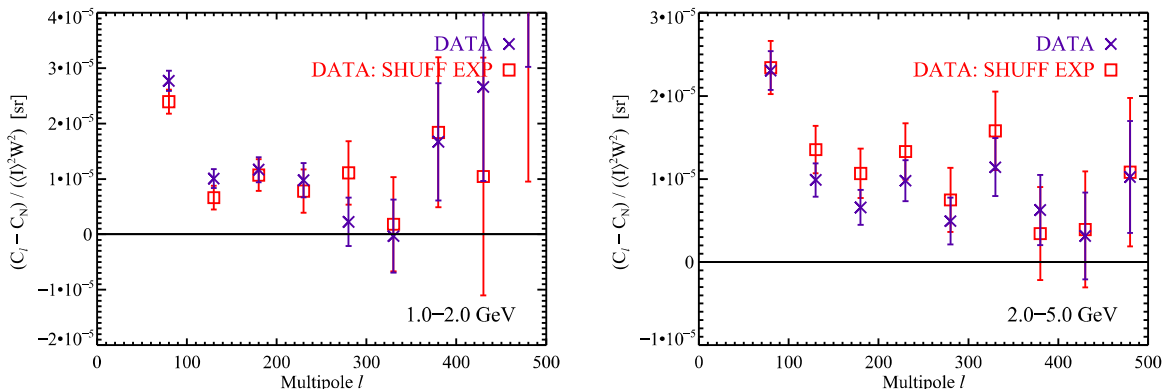 4•10⁻⁵
3•10⁻⁵
2•10⁻⁵
1•10⁻⁵
0
−1•10⁻⁵
−2•10⁻⁵
(C_l − C_N) / (⟨I⟩²W²) [sr]
DATA
DATA: SHUFF EXP
1.0−2.0 GeV
0 100 200 300 400 500
Multipole l
3•10⁻⁵
2•10⁻⁵
1•10⁻⁵
0
−1•10⁻⁵
(C_l − C_N) / (⟨I⟩²W²) [sr]
DATA
DATA: SHUFF EXP
2.0−5.0 GeV
0 100 200 300 400 500
Multipole l